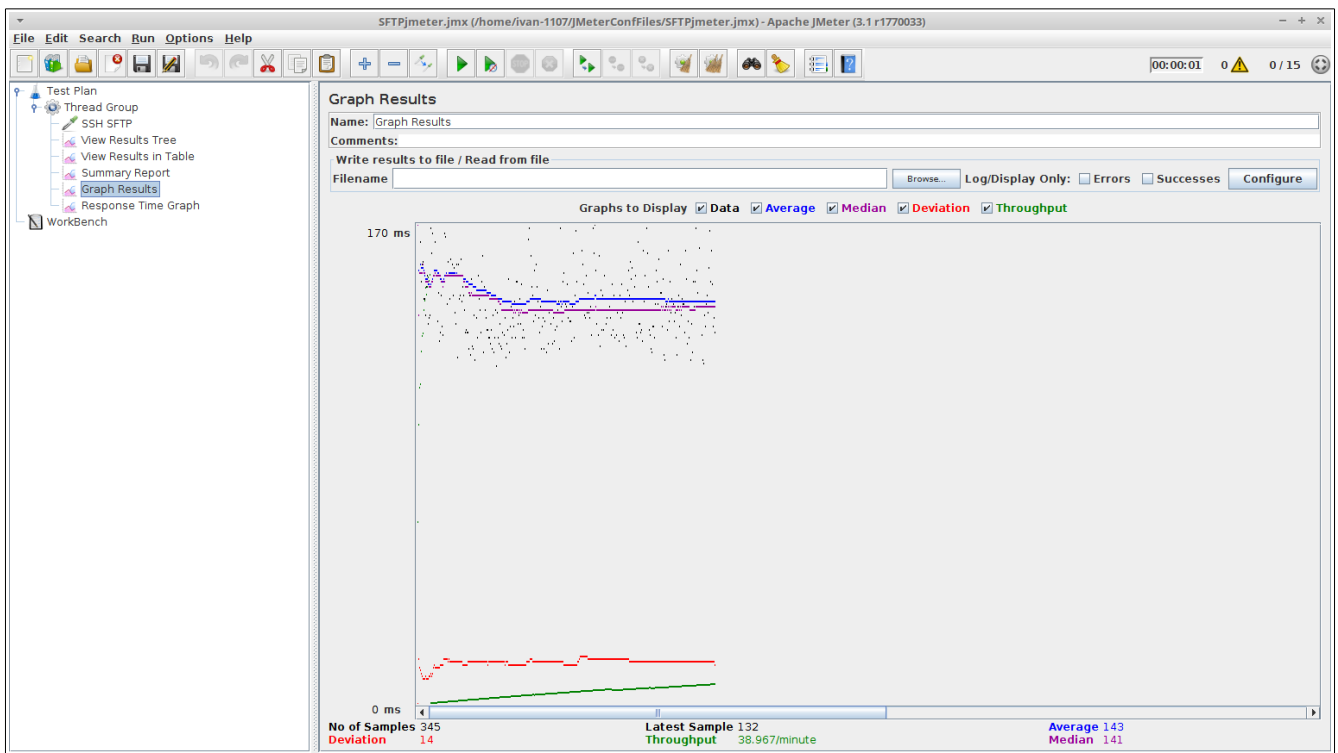 SFTPjmeter.jmx (/home/ivan-1107/JMeterConfFiles/SFTPjmeter.jmx) - Apache JMeter (3.1 r1770033)
File Edit Search Run Options Help
00:00:01 0 0 / 15
Test Plan
Thread Group
SSH SFTP
View Results Tree
View Results in Table
Summary Report
Graph Results
Response Time Graph
WorkBench
Graph Results
Name: Graph Results
Comments:
Write results to file / Read from file
Filename Browse... Log/Display Only: Errors Successes Configure
Graphs to Display Data Average Median Deviation Throughput
170 ms
0 ms
No of Samples 345 Latest Sample 132 Average 143
Deviation 14 Throughput 38.967/minute Median 141